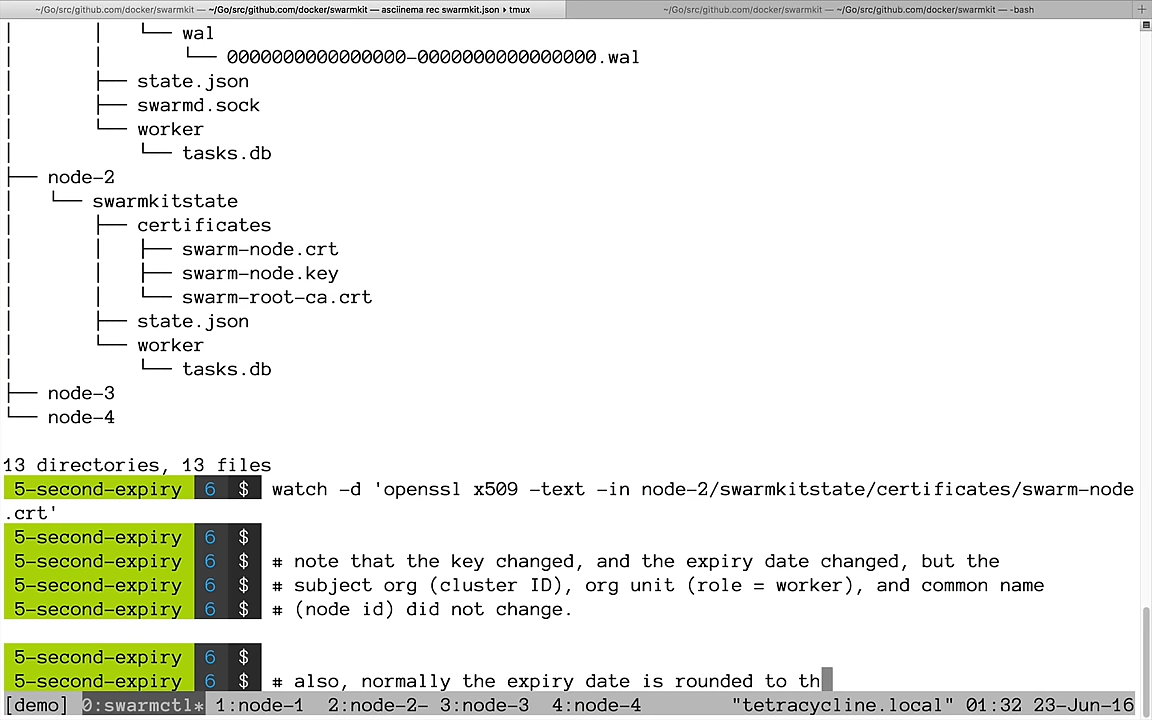 ~/Go/src/github.com/docker/swarmkit — ~/Go/src/github.com/docker/swarmkit — asciinema rec swarmkit.json ▸ tmux
~/Go/src/github.com/docker/swarmkit — ~/Go/src/github.com/docker/swarmkit — -bash
│       │   └── wal
│       │       └── 0000000000000000-0000000000000000.wal
│       ├── state.json
│       ├── swarmd.sock
│       └── worker
│           └── tasks.db
├── node-2
│   └── swarmkitstate
│       ├── certificates
│       │   ├── swarm-node.crt
│       │   ├── swarm-node.key
│       │   └── swarm-root-ca.crt
│       ├── state.json
│       └── worker
│           └── tasks.db
├── node-3
└── node-4
13 directories, 13 files
5-second-expiry 6 $ watch -d 'openssl x509 -text -in node-2/swarmkitstate/certificates/swarm-node
.crt'
5-second-expiry 6 $
5-second-expiry 6 $ # note that the key changed, and the expiry date changed, but the
5-second-expiry 6 $ # subject org (cluster ID), org unit (role = worker), and common name
5-second-expiry 6 $ # (node id) did not change.
5-second-expiry 6 $
5-second-expiry 6 $ # also, normally the expiry date is rounded to th
[demo] 0:swarmctl* 1:node-1 2:node-2- 3:node-3 4:node-4 "tetracycline.local" 01:32 23-Jun-16